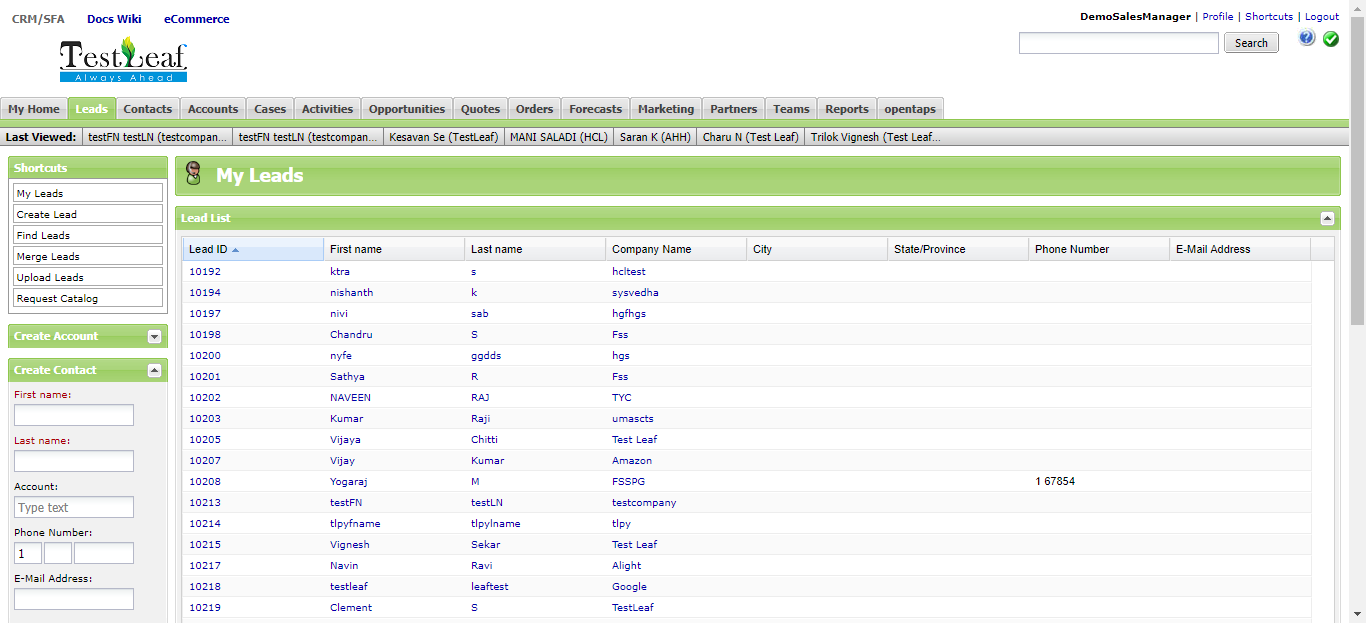 CRM/SFA Docs Wiki eCommerce
DemoSalesManager | Profile | Shortcuts | Logout
TestLeaf
Always Ahead
Search
My Home Leads Contacts Accounts Cases Activities Opportunities Quotes Orders Forecasts Marketing Partners Teams Reports opentaps
Last Viewed: testFN testLN (testcompan... testFN testLN (testcompan... Kesavan Se (TestLeaf) MANI SALADI (HCL) Saran K (AHH) Charu N (Test Leaf) Trilok Vignesh (Test Leaf...
Shortcuts
My Leads
Create Lead
Find Leads
Merge Leads
Upload Leads
Request Catalog
Create Account
Create Contact
First name:
Last name:
Account:
Type text
Phone Number:
1
E-Mail Address:
My Leads
Lead List
Lead ID First name Last name Company Name City State/Province Phone Number E-Mail Address
10192 ktra s hcltest
10194 nishanth k sysvedha
10197 nivi sab hgfhgs
10198 Chandru S Fss
10200 nyfe ggdds hgs
10201 Sathya R Fss
10202 NAVEEN RAJ TYC
10203 Kumar Raji umascts
10205 Vijaya Chitti Test Leaf
10207 Vijay Kumar Amazon
10208 Yogaraj M FSSPG 1 67854
10213 testFN testLN testcompany
10214 tlpyfname tlpylname tlpy
10215 Vignesh Sekar Test Leaf
10217 Navin Ravi Alight
10218 testleaf leaftest Google
10219 Clement S TestLeaf